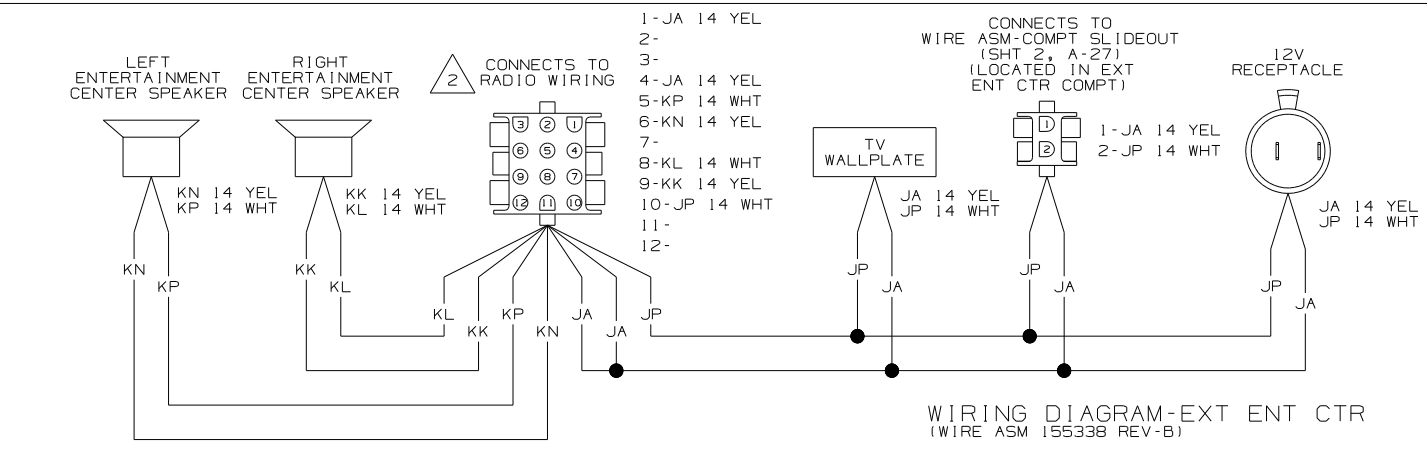 LEFT
ENTERTAINMENT
CENTER SPEAKER
RIGHT
ENTERTAINMENT
CENTER SPEAKER
2
CONNECTS TO
RADIO WIRING
1-JA 14 YEL
2-
3-
4-JA 14 YEL
5-KP 14 WHT
6-KN 14 YEL
7-
8-KL 14 WHT
9-KK 14 YEL
10-JP 14 WHT
11-
12-
CONNECTS TO
WIRE ASM-COMPT SLIDEOUT
(SHT 2, A-27)
(LOCATED IN EXT
ENT CTR COMPT)
12V
RECEPTACLE
3 2 1
6 5 4
9 8 7
12 11 10
TV
WALLPLATE
1
2
1-JA 14 YEL
2-JP 14 WHT
KN 14 YEL
KP 14 WHT
KK 14 YEL
KL 14 WHT
JA 14 YEL
JP 14 WHT
JA 14 YEL
JP 14 WHT
KN
KP
KK
KL
KL
KK
KP
KN
JA
JA
JP
JP
JA
JP
JA
JP
JA
WIRING DIAGRAM-EXT ENT CTR
(WIRE ASM 155338 REV-B)